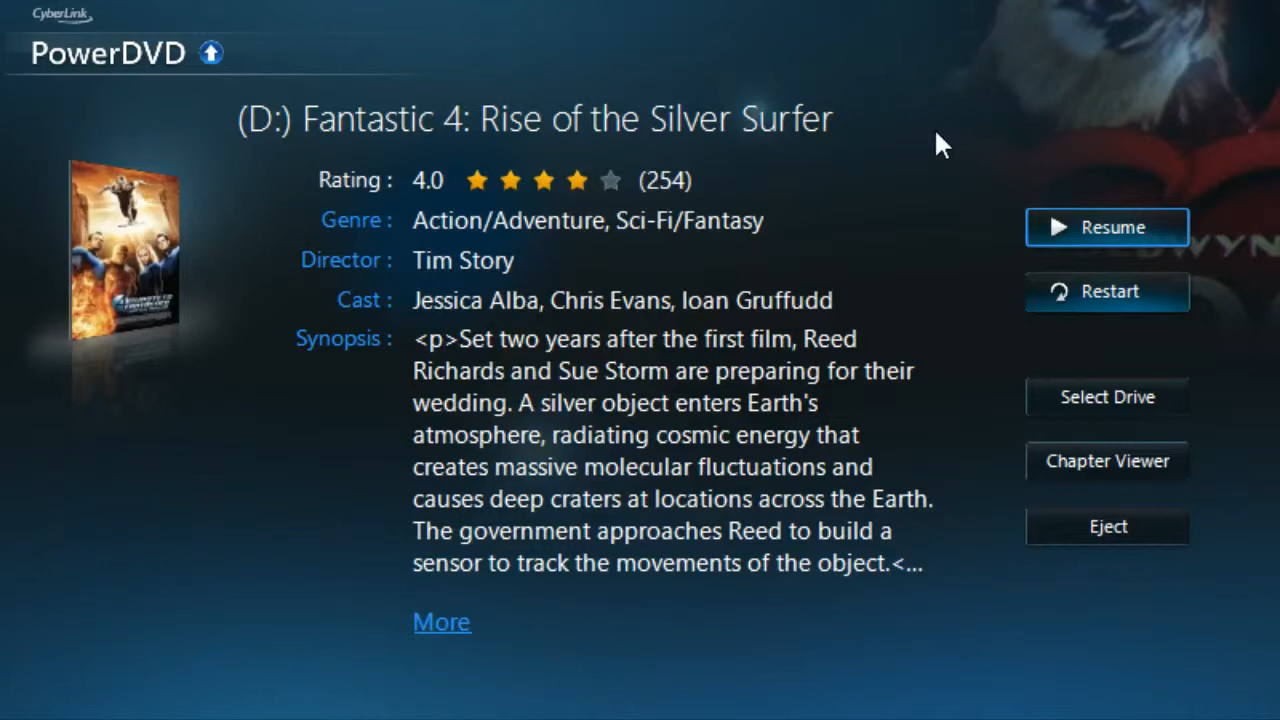 CyberLink
PowerDVD
(D:) Fantastic 4: Rise of the Silver Surfer
Rating : 4.0 (254)
Genre : Action/Adventure, Sci-Fi/Fantasy
Director : Tim Story
Cast : Jessica Alba, Chris Evans, Ioan Gruffudd
Synopsis : <p>Set two years after the first film, Reed
Richards and Sue Storm are preparing for their
wedding. A silver object enters Earth's
atmosphere, radiating cosmic energy that
creates massive molecular fluctuations and
causes deep craters at locations across the Earth.
The government approaches Reed to build a
sensor to track the movements of the object.<...
More
Resume
Restart
Select Drive
Chapter Viewer
Eject